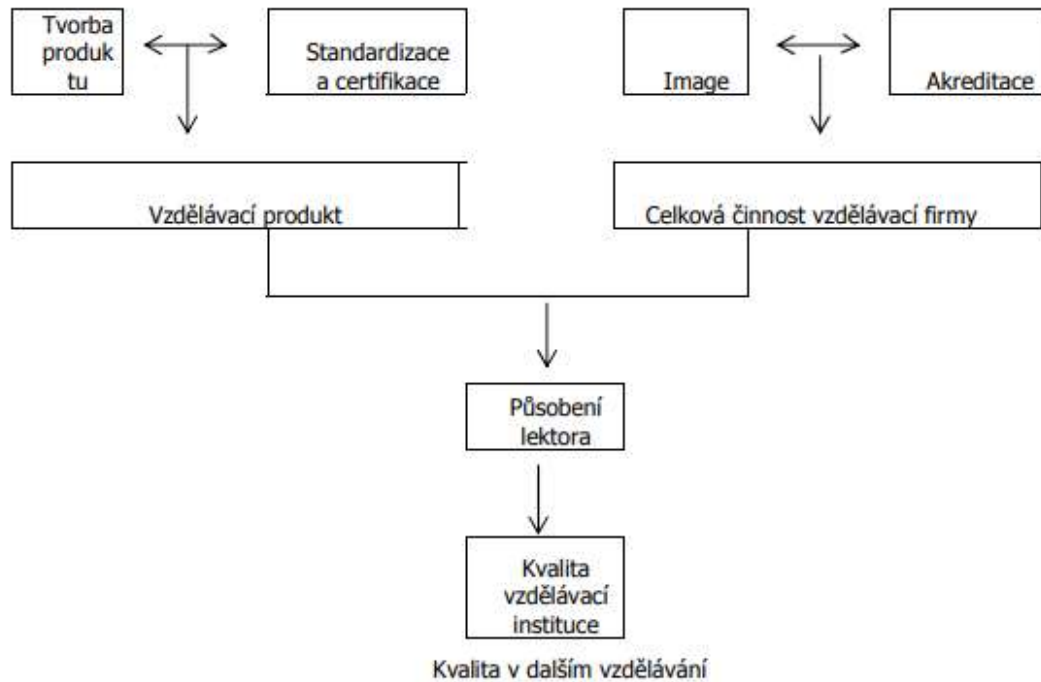 Tvorba
produk
tu
Standardizace
a certifikace
Image
Akreditace
Vzdělávací produkt
Celková činnost vzdělávací firmy
Působení
lektora
Kvalita
vzdělávací
instituce
Kvalita v dalším vzdělávání